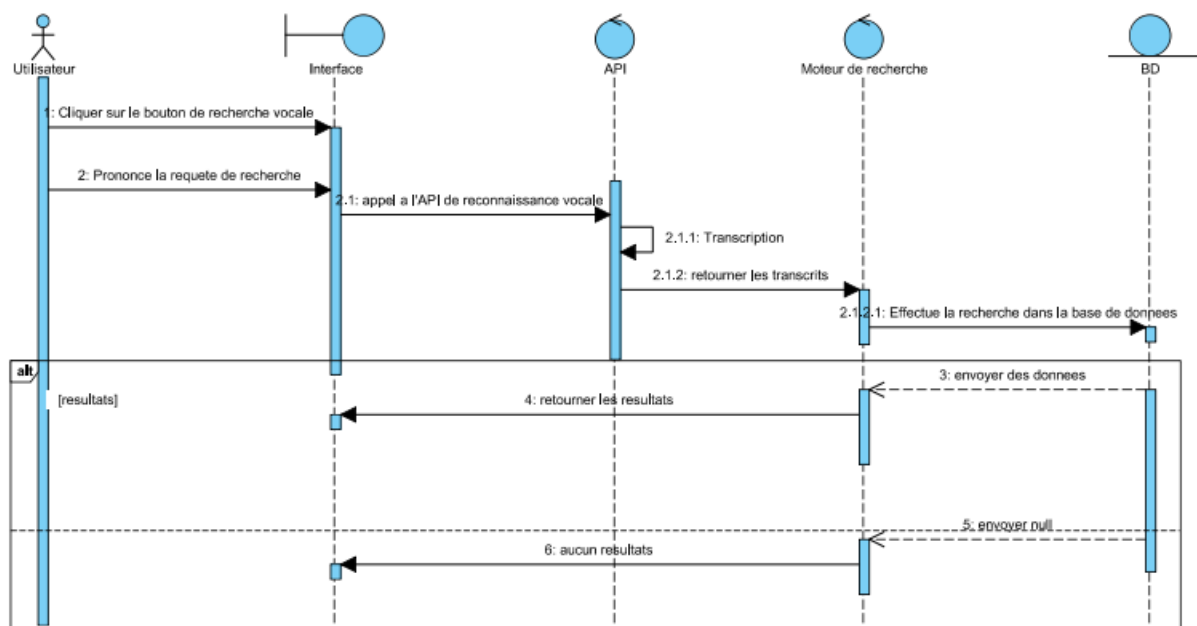 Utilisateur
Interface
API
Moteur de recherche
BD
1: Cliquer sur le bouton de recherche vocale
2: Prononce la requete de recherche
2.1: appel a l'API de reconnaissance vocale
2.1.1: Transcription
2.1.2: retourner les transcrits
2.1.2.1: Effectue la recherche dans la base de donnees
alt
3: envoyer des donnees
[resultats]
4: retourner les resultats
5: envoyer null
6: aucun resultats